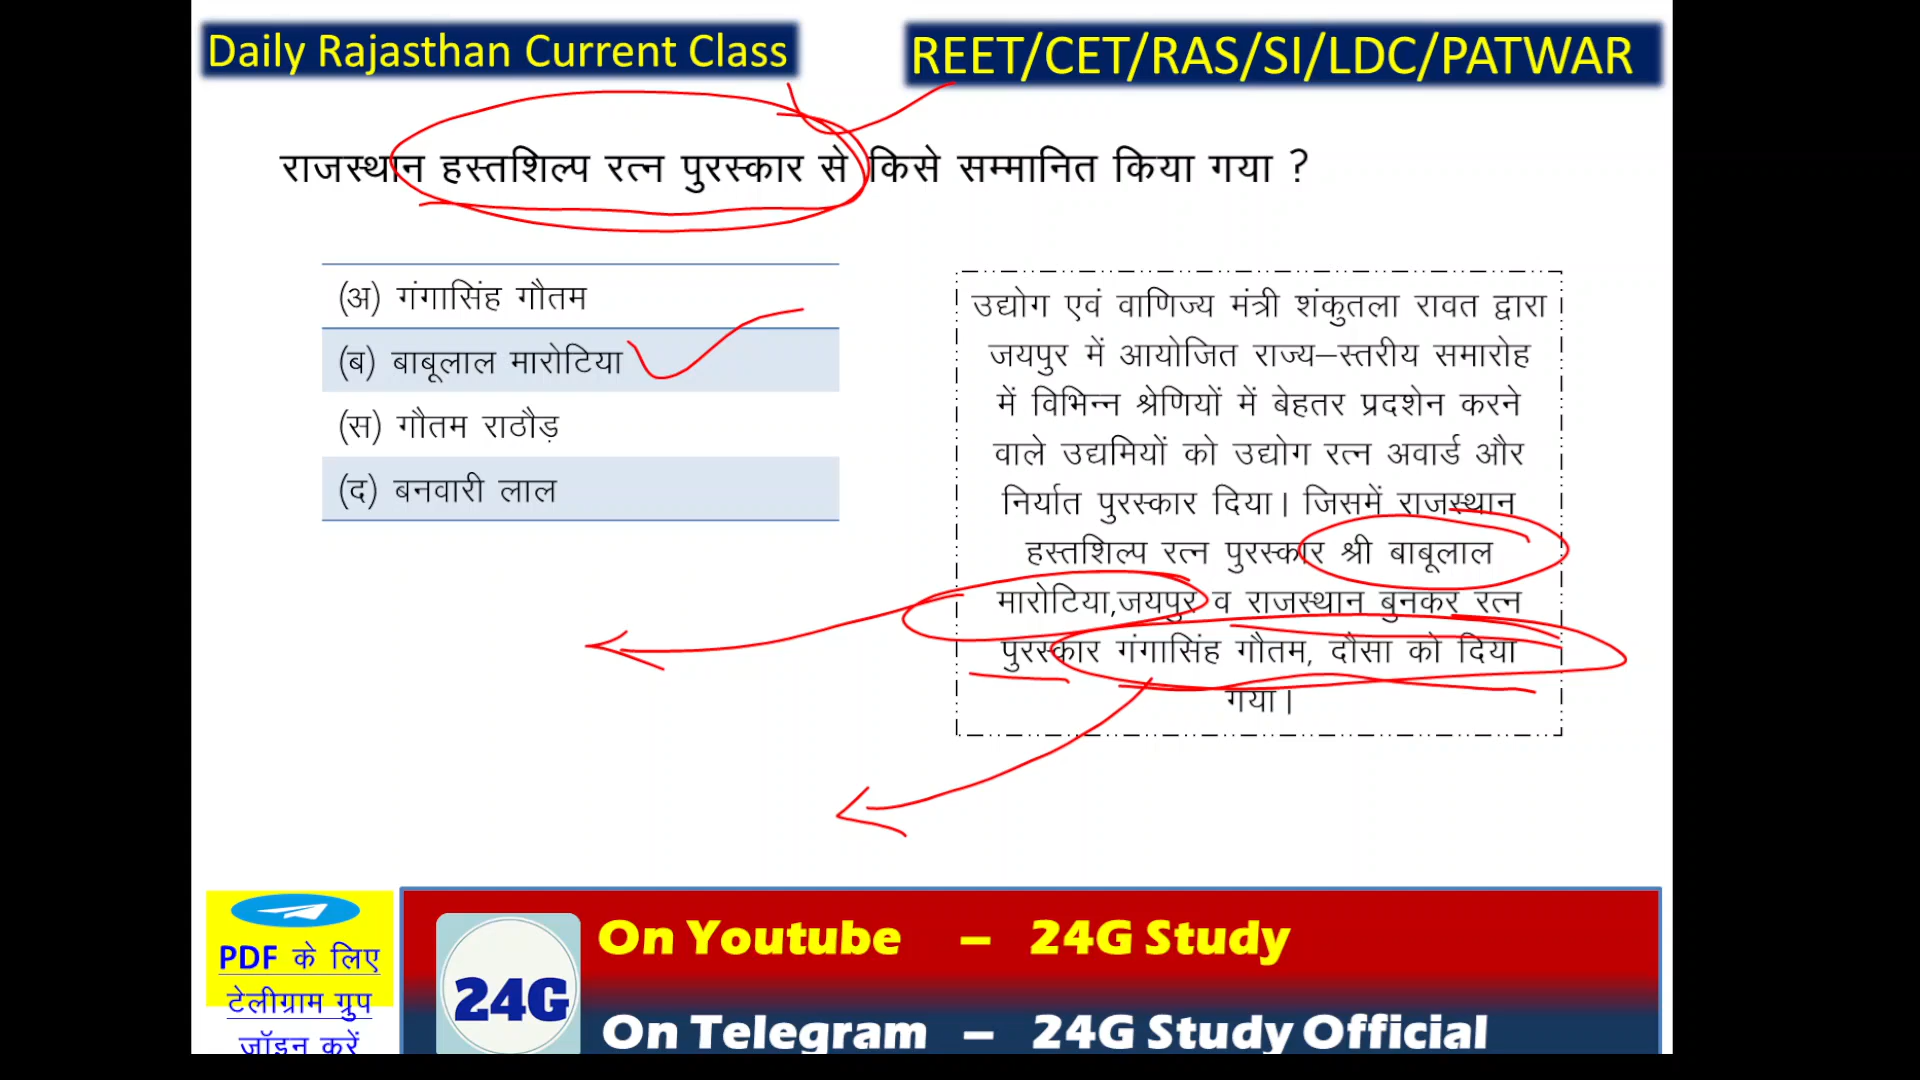 Daily Rajasthan Current Class
REET/CET/RAS/SI/LDC/PATWAR
राजस्थान हस्तशिल्प रत्न पुरस्कार से किसे सम्मानित किया गया ?
(अ) गंगासिंह गौतम
(ब) बाबूलाल मारोटिया
(स) गौतम राठौड़
(द) बनवारी लाल
उद्योग एवं वाणिज्य मंत्री शंकुतला रावत द्वारा
जयपुर में आयोजित राज्य–स्तरीय समारोह
में विभिन्न श्रेणियों में बेहतर प्रदशेन करने
वाले उद्यमियों को उद्योग रत्न अवार्ड और
निर्यात पुरस्कार दिया। जिसमें राजस्थान
हस्तशिल्प रत्न पुरस्कार श्री बाबूलाल
मारोटिया,जयपुर व राजस्थान बुनकर रत्न
पुरस्कार गंगासिंह गौतम, दौसा को दिया
गया।
PDF के लिए
टेलीग्राम ग्रुप
जॉइन करें
24G
On Youtube – 24G Study
On Telegram – 24G Study Official